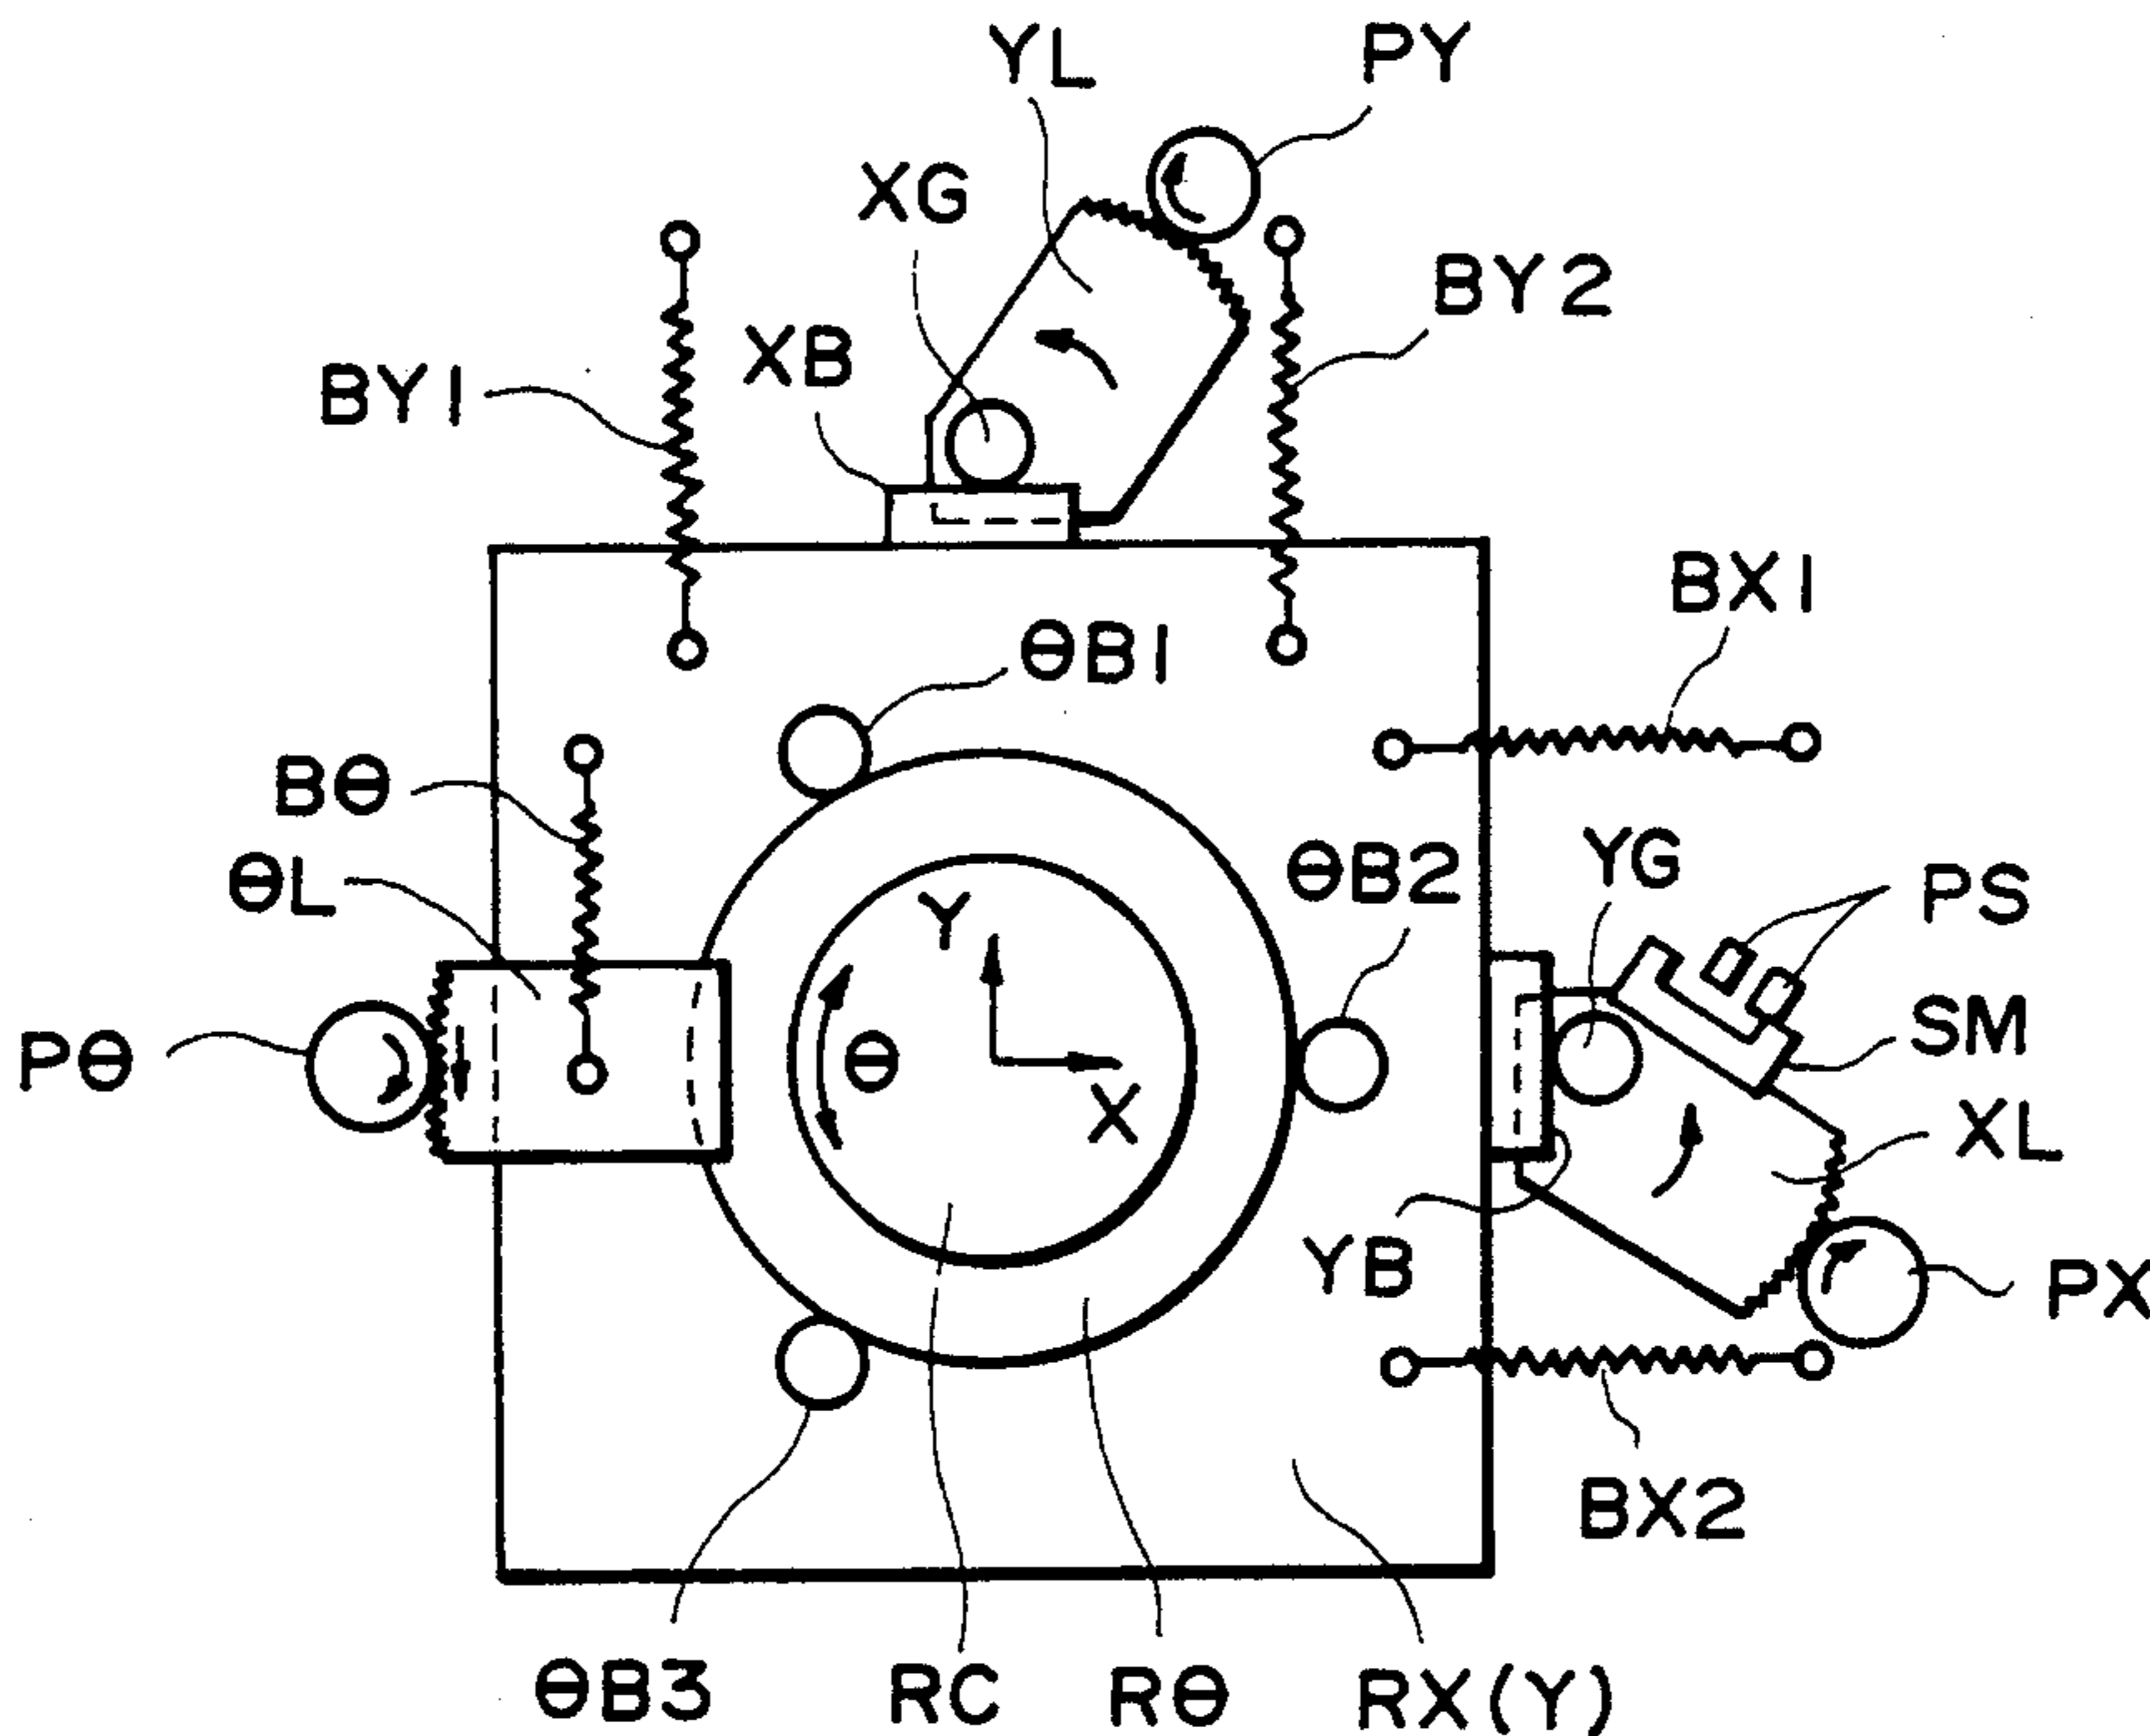 YL
PY
XG
BY2
XB
BY1
BX1
ΘB1
BΘ
YG
ΘB2
ΘL
PS
Y
SM
PΘ
Θ
X
XL
YB
PX
BX2
ΘB3
RC
RΘ
RX(Y)